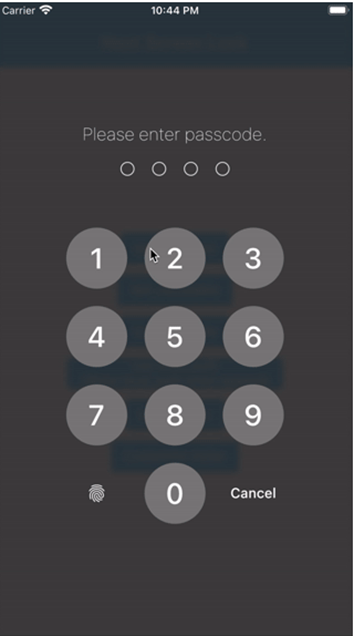 Carrier 10:44 PM
Please enter passcode.
1 2 3
4 5 6
7 8 9
0 Cancel